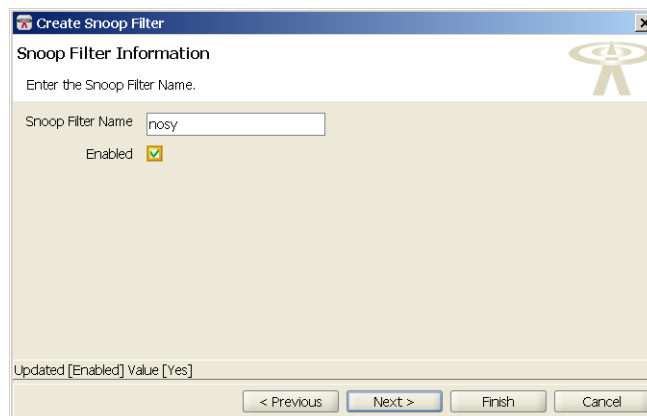 Create Snoop Filter
Snoop Filter Information
Enter the Snoop Filter Name.
Snoop Filter Name nosy
Enabled
Updated [Enabled] Value [Yes]
< Previous Next > Finish Cancel